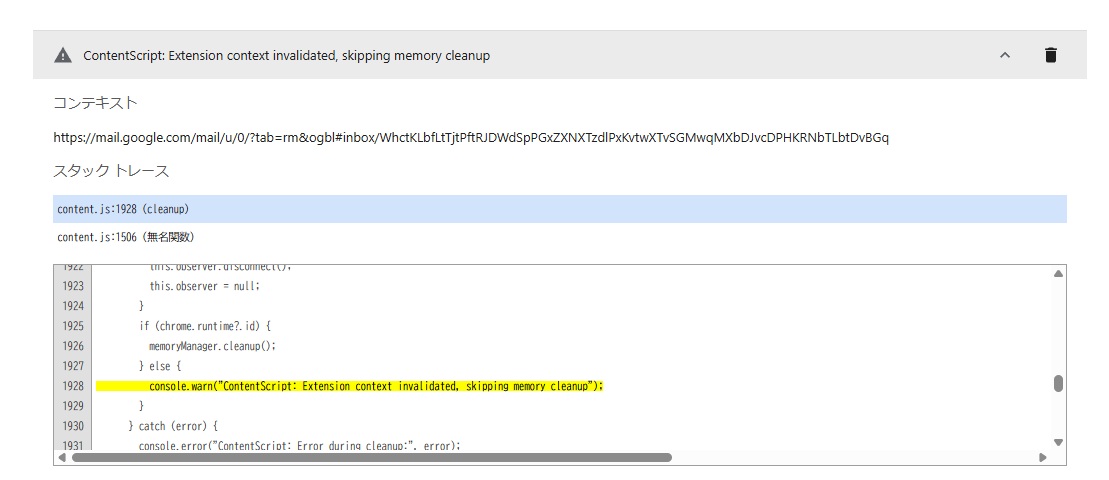 ContentScript: Extension context invalidated, skipping memory cleanup
コンテキスト
https://mail.google.com/mail/u/0/?tab=rm&ogbl#inbox/WhctKLbfLtTjtPftRJDWdSpPGxZXNXTzdlPxKvtwXTvSGMwqMXbDJvcDPHKRNbTLbtDvBGq
スタック トレース
content.js:1928 (cleanup)
content.js:1506 (無名関数)
1922 this.observer.disconnect();
1923 this.observer = null;
1924 }
1925 if (chrome.runtime?.id) {
1926 memoryManager.cleanup();
1927 } else {
1928 console.warn("ContentScript: Extension context invalidated, skipping memory cleanup");
1929 }
1930 } catch (error) {
1931 console.error("ContentScript: Error during cleanup:", error);